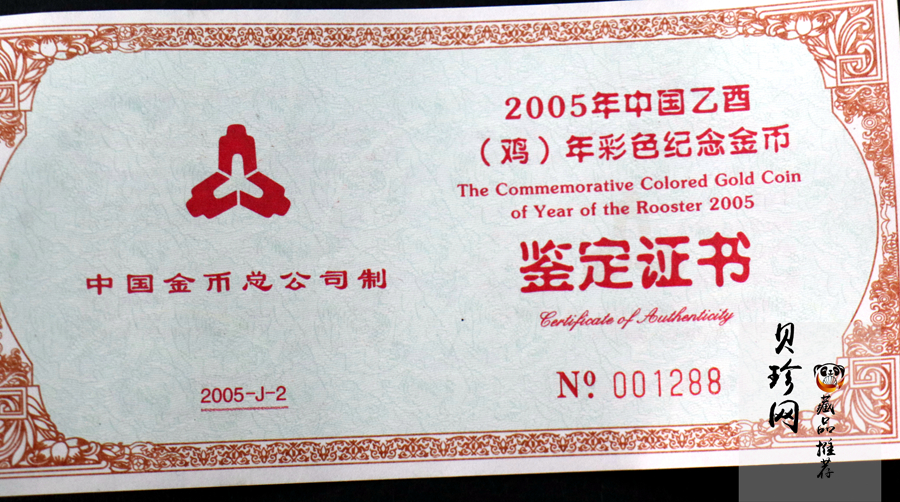 中国金币总公司制
2005-J-2
2005年中国乙酉
（鸡）年彩色纪念金币
The Commemorative Colored Gold Coin
of Year of the Rooster 2005
鉴定证书
Certificate of Authenticity
Nº 001288
贝珍网
藏品推荐